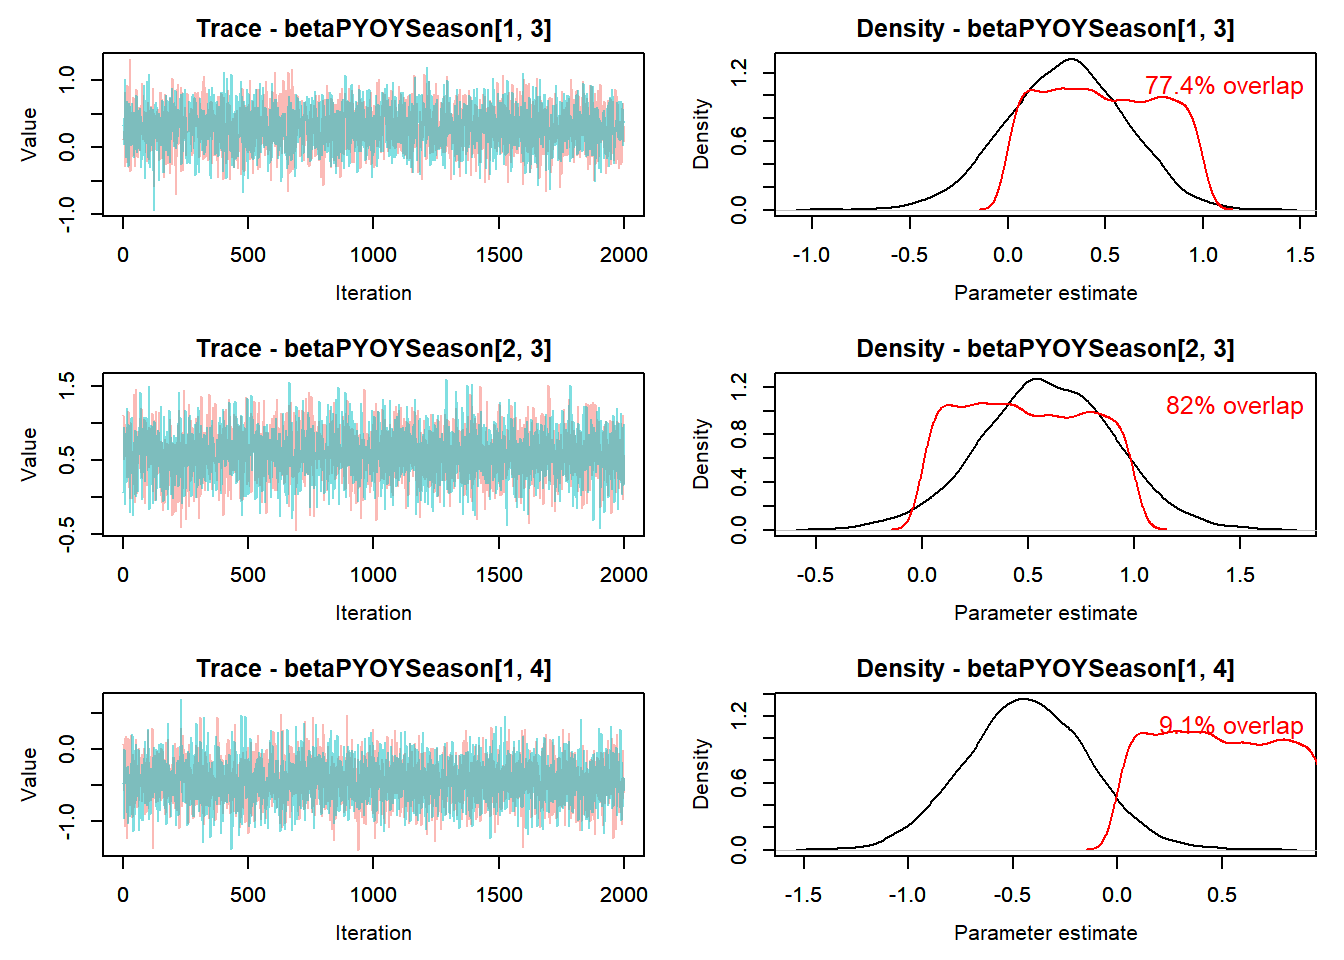 Trace - betaPYOYSeason[1, 3]
Value
-1.0
0.0
1.0
0
500
1000
1500
2000
Iteration
Density - betaPYOYSeason[1, 3]
77.4% overlap
Density
0.0
0.6
1.2
-1.0
-0.5
0.0
0.5
1.0
1.5
Parameter estimate
Trace - betaPYOYSeason[2, 3]
Value
-0.5
0.5
1.5
0
500
1000
1500
2000
Iteration
Density - betaPYOYSeason[2, 3]
82% overlap
Density
0.0
0.4
0.8
1.2
-0.5
0.0
0.5
1.0
1.5
Parameter estimate
Trace - betaPYOYSeason[1, 4]
Value
-1.0
0.0
0
500
1000
1500
2000
Iteration
Density - betaPYOYSeason[1, 4]
9.1% overlap
Density
0.0
0.6
1.2
-1.5
-1.0
-0.5
0.0
0.5
Parameter estimate